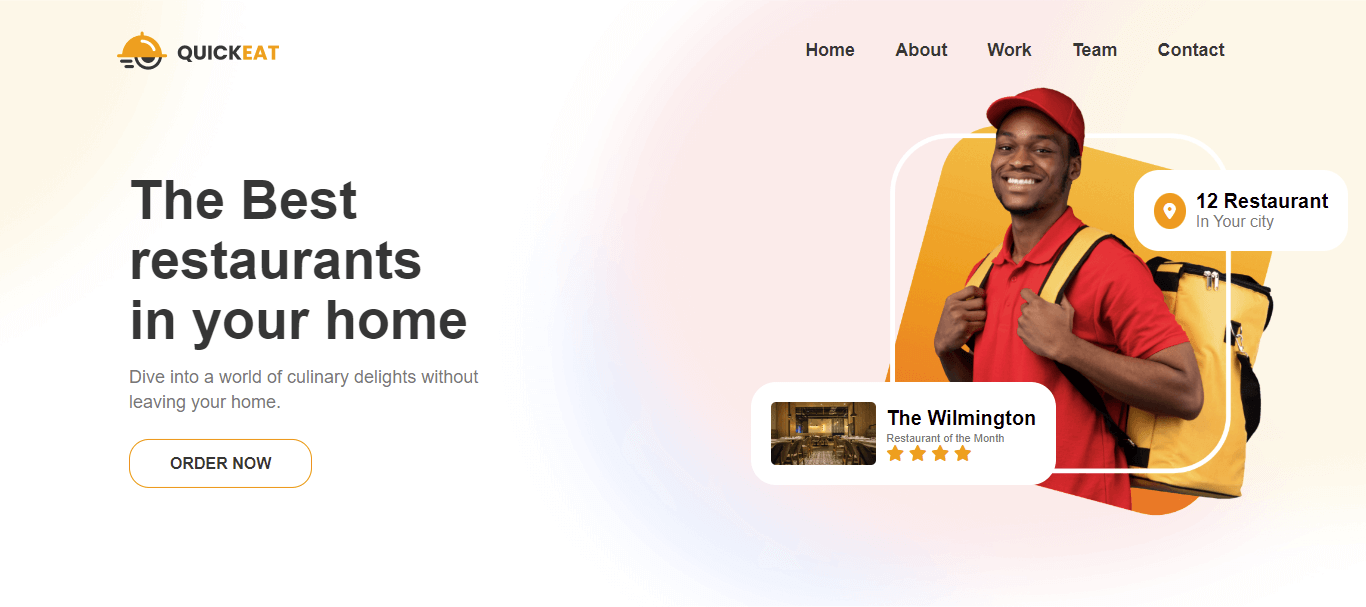 QUICKEAT
Home
About
Work
Team
Contact
The Best
restaurants
in your home
Dive into a world of culinary delights without
leaving your home.
ORDER NOW
12 Restaurant
In Your city
The Wilmington
Restaurant of the Month